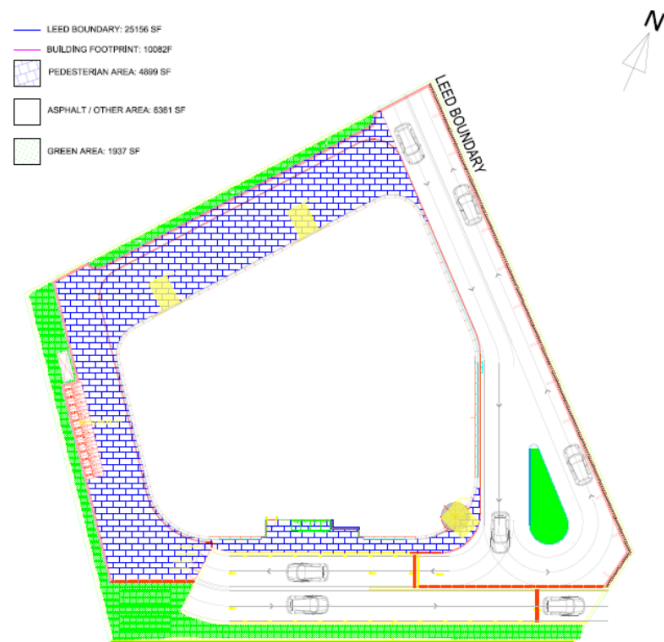 LEED BOUNDARY: 25156 SF
BUILDING FOOTPRINT: 10082F
PEDESTERIAN AREA: 4899 SF
ASPHALT / OTHER AREA: 6361 SF
GREEN AREA: 1937 SF
N
LEED BOUNDARY